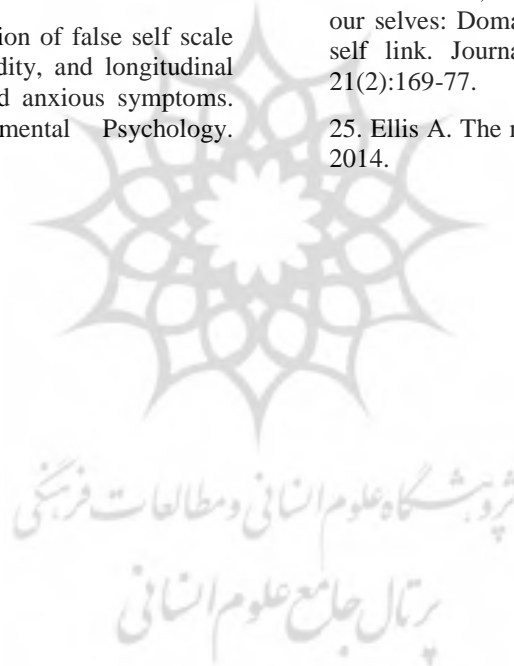 ion of false self scale
dity, and longitudinal
d anxious symptoms.
mental Psychology.
our selves: Doma
self link. Journa
21(2):169-77.
25. Ellis A. The r
2014.
پژوهشگاه علوم انسانی و مطالعات فرهنگی
پرتال جامع علوم انسانی